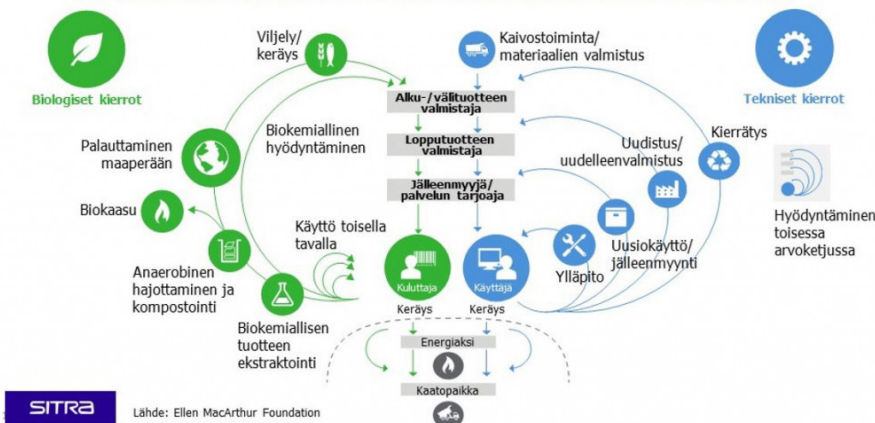 Biologiset kierrot
Viljely/
keräys
Kaivostoiminta/
materiaalien valmistus
Tekniset kierrot
Alku-/välituotteen
valmistaja
Biokemiallinen
hyödyntäminen
Lopputuotteen
valmistaja
Uudistus/
uudelleenvalmistus
Kierrätys
Palauttaminen
maaperään
Jälleenmyyjä/
palvelun tarjoaja
Biokaasu
Käyttö toisella
tavalla
Hyödyntäminen
toisessa
arvoketjussa
Uusiokäyttö/
jälleenmyynti
Ylläpito
Anaerobinen
hajottaminen ja
kompostointi
Kuluttaja
Käyttäjä
Keräys
Keräys
Biokemiallisen
tuotteen
ekstraktointi
Energiaksi
Kaatopaikka
SITRA
Lähde: Ellen MacArthur Foundation